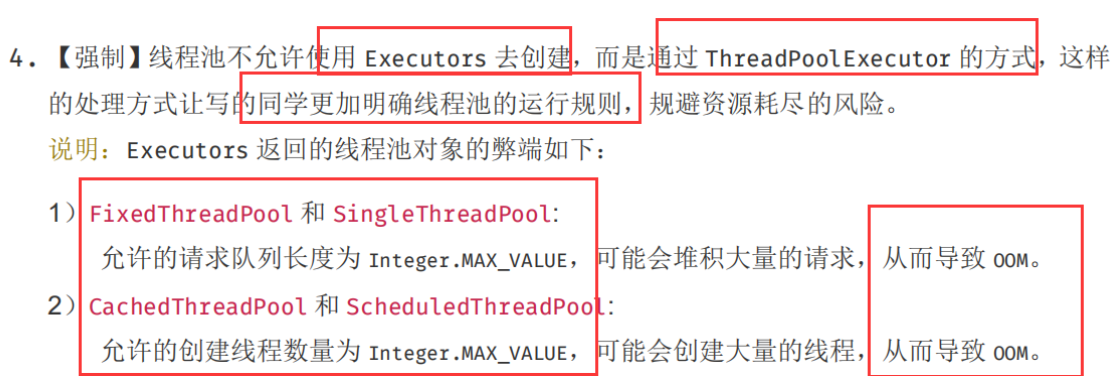 4. 【强制】线程池不允许使用 Executors 去创建，而是通过 ThreadPoolExecutor 的方式，这样
的处理方式让写的同学更加明确线程池的运行规则，规避资源耗尽的风险。
说明：Executors 返回的线程池对象的弊端如下：
1）FixedThreadPool 和 SingleThreadPool:
允许的请求队列长度为 Integer.MAX_VALUE，可能会堆积大量的请求，从而导致 OOM。
2）CachedThreadPool 和 ScheduledThreadPool:
允许的创建线程数量为 Integer.MAX_VALUE，可能会创建大量的线程，从而导致 OOM。